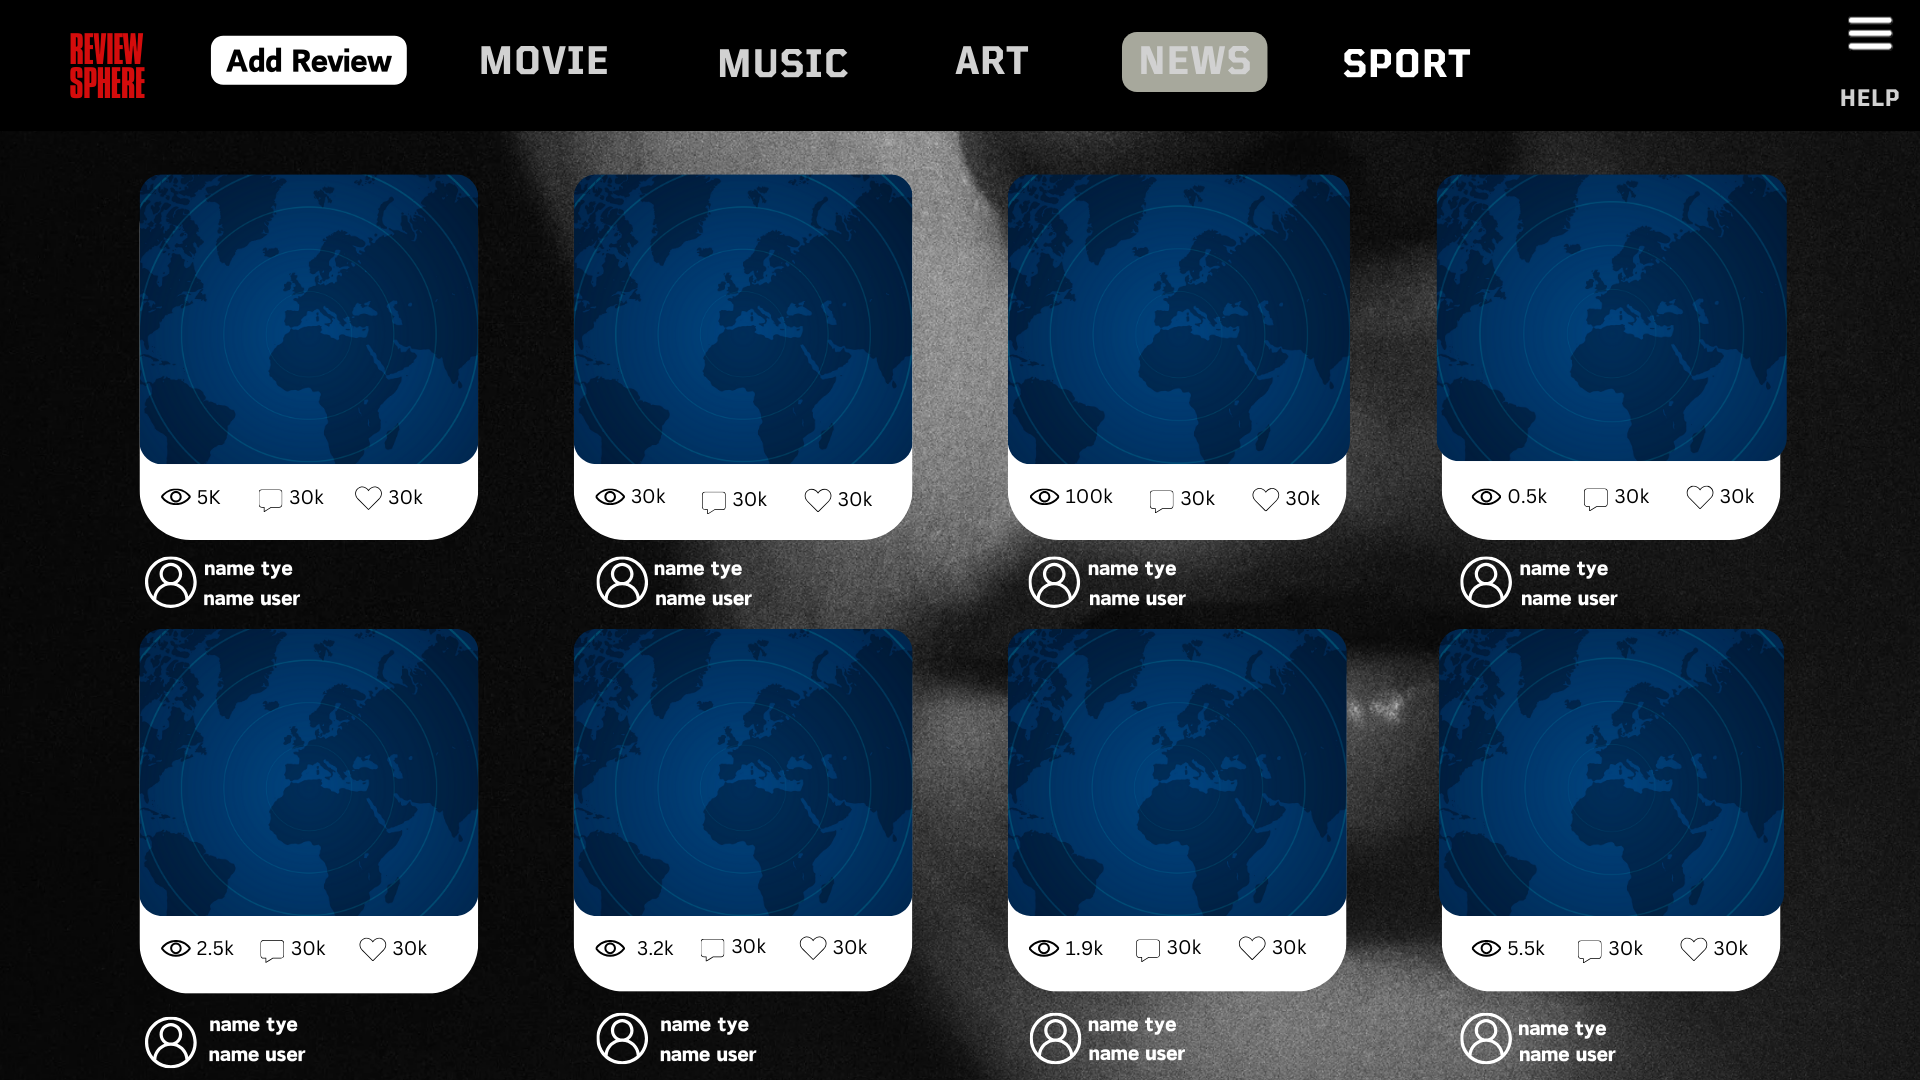 REVIEW
SPHERE
Add Review
MOVIE
MUSIC
ART
NEWS
SPORT
HELP
5K
30k
30k
30k
30k
30k
100k
30k
30k
0.5k
30k
30k
name tye
name user
name tye
name user
name tye
name user
name tye
name user
2.5k
30k
30k
3.2k
30k
30k
1.9k
30k
30k
5.5k
30k
30k
name tye
name user
name tye
name user
name tye
name user
name tye
name user